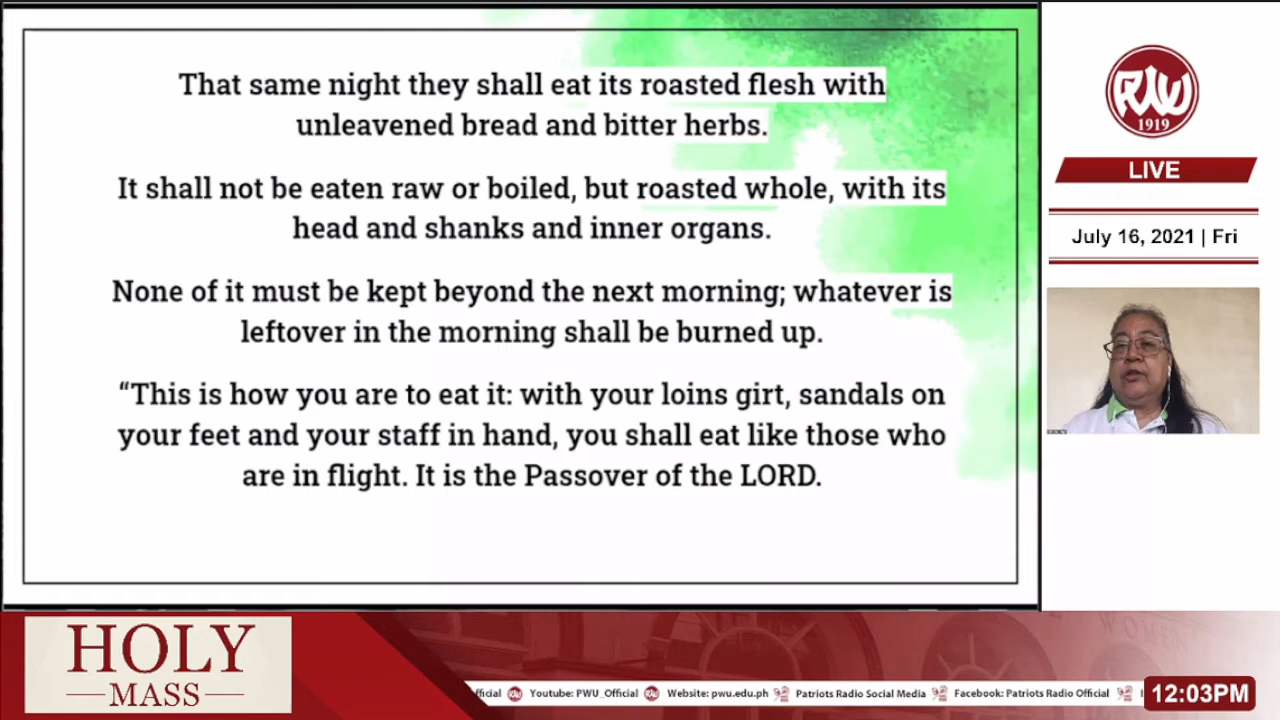 That same night they shall eat its roasted flesh with
unleavened bread and bitter herbs.
It shall not be eaten raw or boiled, but roasted whole, with its
head and shanks and inner organs.
None of it must be kept beyond the next morning; whatever is
leftover in the morning shall be burned up.
“This is how you are to eat it: with your loins girt, sandals on
your feet and your staff in hand, you shall eat like those who
are in flight. It is the Passover of the LORD.
PWU
1919
LIVE
July 16, 2021 | Fri
HOLY
MASS
WOMEN
fficial Youtube: PWU_Official Website: pwu.edu.ph Patriots Radio Social Media Facebook: Patriots Radio Official
12:03PM